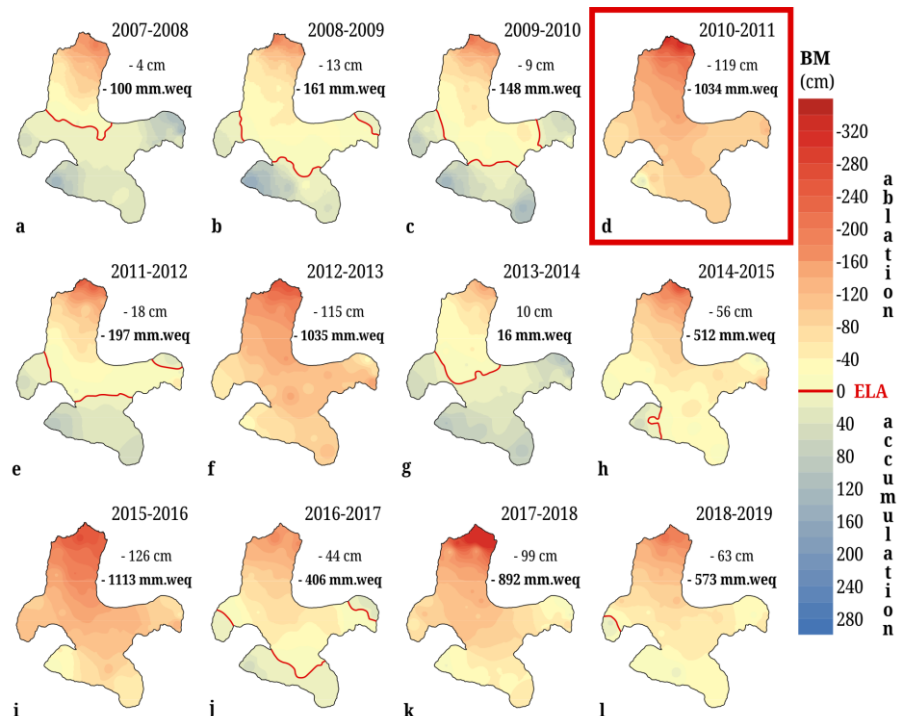 2007-2008
- 4 cm
- 100 mm.weq
a
2008-2009
- 13 cm
- 161 mm.weq
b
2009-2010
- 9 cm
- 148 mm.weq
c
2010-2011
- 119 cm
- 1034 mm.weq
d
2011-2012
- 18 cm
- 197 mm.weq
e
2012-2013
- 115 cm
- 1035 mm.weq
f
2013-2014
10 cm
16 mm.weq
g
2014-2015
- 56 cm
- 512 mm.weq
h
2015-2016
- 126 cm
- 1113 mm.weq
i
2016-2017
- 44 cm
- 406 mm.weq
j
2017-2018
- 99 cm
- 892 mm.weq
k
2018-2019
- 63 cm
- 573 mm.weq
l
BM
(cm)
-320
-280
-240
-200
-160
-120
-80
-40
0 ELA
40
80
120
160
200
240
280
ablation
accumulation